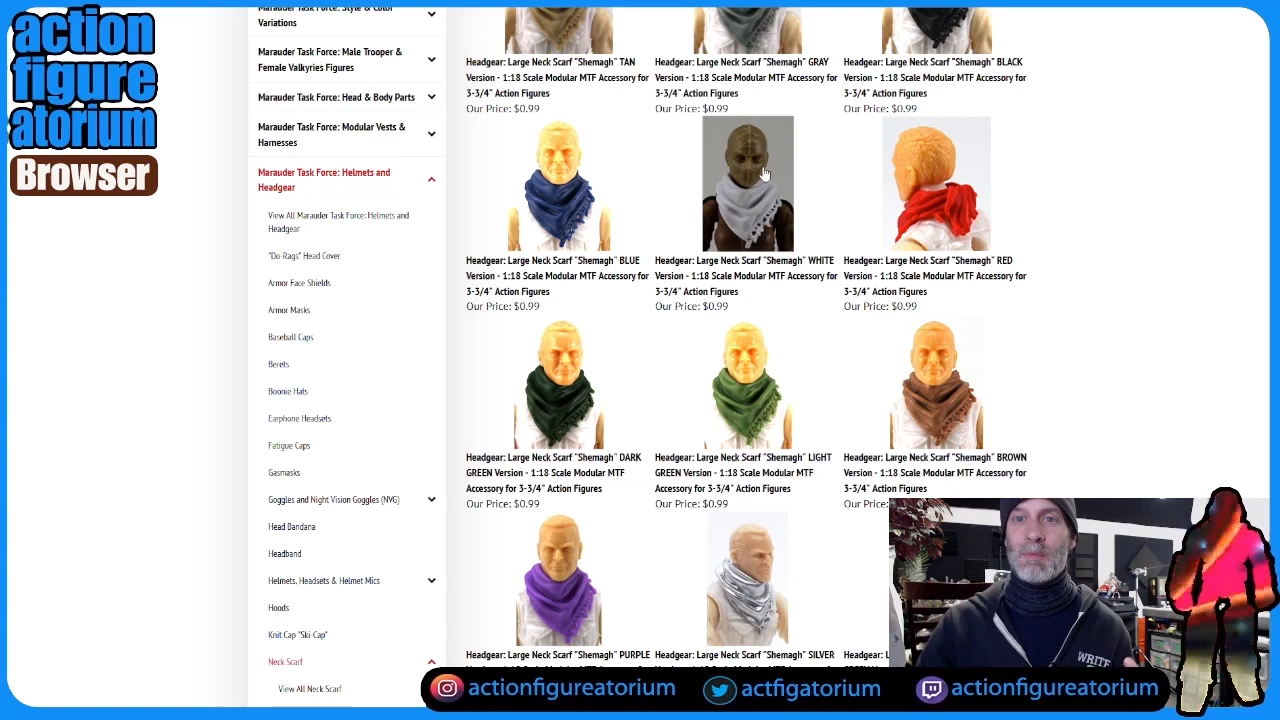 action
figure
atorium
Browser
Marauder Task Force: Style & Color
Variations
Marauder Task Force: Male Trooper &
Female Valkyries Figures
Marauder Task Force: Head & Body Parts
Marauder Task Force: Modular Vests &
Harnesses
Marauder Task Force: Helmets and
Headgear
View All Marauder Task Force: Helmets and
Headgear
"Do-Rags" Head Cover
Armor Face Shields
Armor Masks
Baseball Caps
Berets
Boonie Hats
Earphone Headsets
Fatigue Caps
Gasmasks
Goggles and Night Vision Goggles (NVG)
Head Bandana
Headband
Helmets, Headsets & Helmet Mics
Hoods
Knit Cap "Ski-Cap"
Neck Scarf
View All Neck Scarf
Headgear: Large Neck Scarf "Shemagh" TAN
Version - 1:18 Scale Modular MTF Accessory for
3-3/4" Action Figures
Our Price: $0.99
Headgear: Large Neck Scarf "Shemagh" GRAY
Version - 1:18 Scale Modular MTF Accessory for
3-3/4" Action Figures
Our Price: $0.99
Headgear: Large Neck Scarf "Shemagh" BLACK
Version - 1:18 Scale Modular MTF Accessory for
3-3/4" Action Figures
Our Price: $0.99
Headgear: Large Neck Scarf "Shemagh" BLUE
Version - 1:18 Scale Modular MTF Accessory for
3-3/4" Action Figures
Our Price: $0.99
Headgear: Large Neck Scarf "Shemagh" WHITE
Version - 1:18 Scale Modular MTF Accessory for
3-3/4" Action Figures
Our Price: $0.99
Headgear: Large Neck Scarf "Shemagh" RED
Version - 1:18 Scale Modular MTF Accessory for
3-3/4" Action Figures
Our Price: $0.99
Headgear: Large Neck Scarf "Shemagh" DARK
GREEN Version - 1:18 Scale Modular MTF
Accessory for 3-3/4" Action Figures
Our Price: $0.99
Headgear: Large Neck Scarf "Shemagh" LIGHT
GREEN Version - 1:18 Scale Modular MTF
Accessory for 3-3/4" Action Figures
Our Price: $0.99
Headgear: Large Neck Scarf "Shemagh" BROWN
Version - 1:18 Scale Modular MTF Accessory for
3-3/4" Action Figures
Our Price:
Headgear: Large Neck Scarf "Shemagh" PURPLE
Headgear: Large Neck Scarf "Shemagh" SILVER
WRITE
actionfigureatorium
actfigatorium
actionfigureatorium